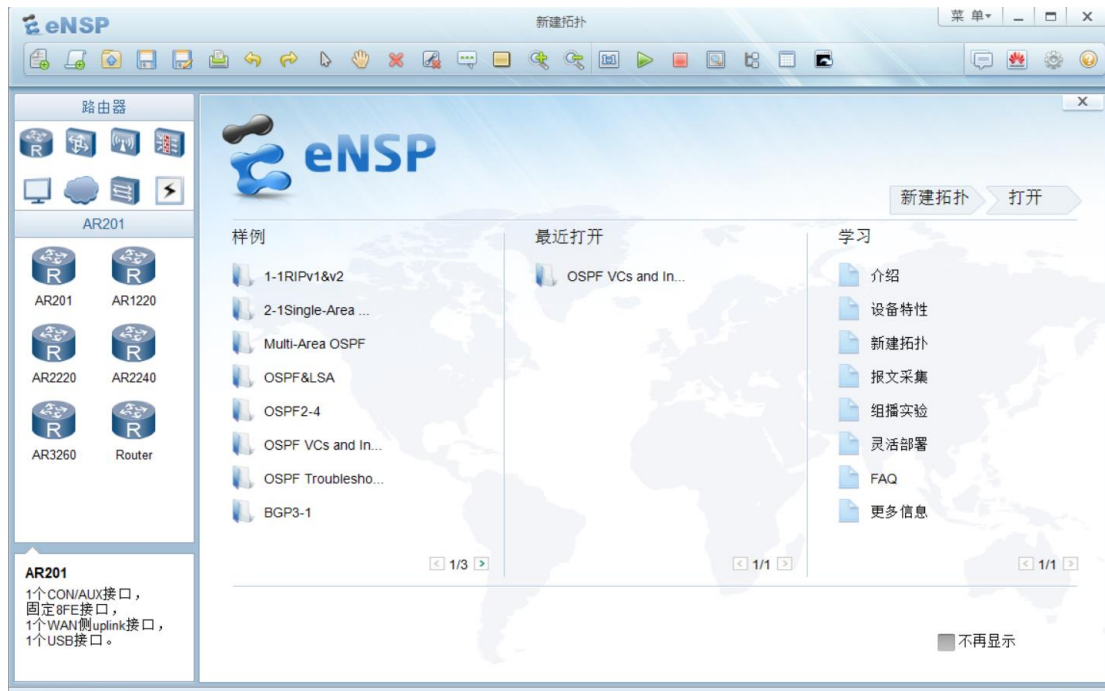 eNSP
新建拓扑
菜 单
路由器
R
AR201
R
R
AR201
AR1220
R
R
AR2220
AR2240
R
R
AR3260
Router
AR201
1个CON/AUX接口，
固定8FE接口，
1个WAN侧uplink接口，
1个USB接口。
eNSP
新建拓扑
打开
样例
1-1RIPv1&v2
2-1Single-Area ...
Multi-Area OSPF
OSPF&LSA
OSPF2-4
OSPF VCs and In...
OSPF Troublesho...
BGP3-1
1/3
最近打开
OSPF VCs and In...
1/1
学习
介绍
设备特性
新建拓扑
报文采集
组播实验
灵活部署
FAQ
更多信息
1/1
不再显示